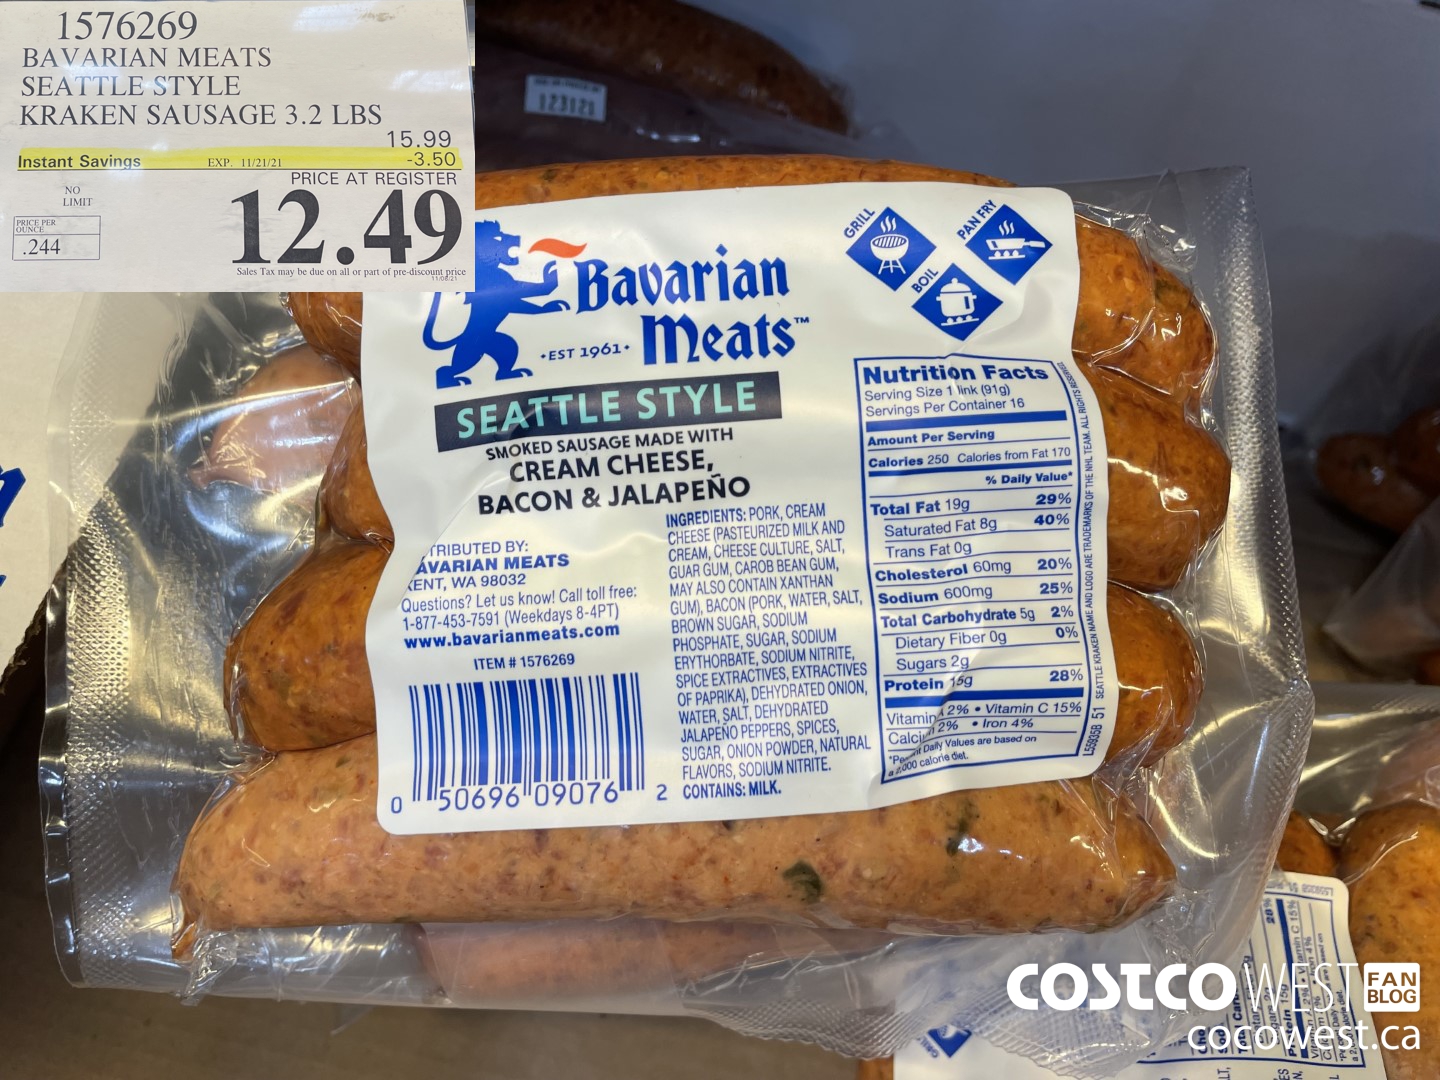 1576269
BAVARIAN MEATS
SEATTLE STYLE
KRAKEN SAUSAGE 3.2 LBS
15.99
Instant Savings EXP. 11/21/21 -3.50
PRICE AT REGISTER
NO
LIMIT
12.49
PRICE PER
OUNCE
.244
Sales Tax may be due on all or part of pre-discount price
11/08/21
123121
Bavarian
Meats™
·EST 1961·
SEATTLE STYLE
SMOKED SAUSAGE MADE WITH
CREAM CHEESE,
BACON & JALAPEÑO
TRIBUTED BY:
AVARIAN MEATS
KENT, WA 98032
Questions? Let us know! Call toll free:
1-877-453-7591 (Weekdays 8-4PT)
www.bavarianmeats.com
ITEM # 1576269
0 50696 09076 2
INGREDIENTS: PORK, CREAM
CHEESE (PASTEURIZED MILK AND
CREAM, CHEESE CULTURE, SALT,
GUAR GUM, CAROB BEAN GUM,
MAY ALSO CONTAIN XANTHAN
GUM), BACON (PORK, WATER, SALT,
BROWN SUGAR, SODIUM
PHOSPHATE, SUGAR, SODIUM
ERYTHORBATE, SODIUM NITRITE,
SPICE EXTRACTIVES, EXTRACTIVES
OF PAPRIKA), DEHYDRATED ONION,
WATER, SALT, DEHYDRATED
JALAPEÑO PEPPERS, SPICES,
SUGAR, ONION POWDER, NATURAL
FLAVORS, SODIUM NITRITE.
CONTAINS: MILK.
GRILL
PAN FRY
BOIL
Nutrition Facts
Serving Size 1 link (91g)
Servings Per Container 16
Amount Per Serving
Calories 250 Calories from Fat 170
% Daily Value*
Total Fat 19g 29%
Saturated Fat 8g 40%
Trans Fat 0g
Cholesterol 60mg 20%
Sodium 600mg 25%
Total Carbohydrate 5g 2%
Dietary Fiber 0g 0%
Sugars 2g
Protein 15g 28%
Vitamin A 2% • Vitamin C 15%
Calcium 2% • Iron 4%
*Percent Daily Values are based on
a 2,000 calorie diet.
SEATTLE KRAKEN NAME AND LOGO ARE TRADEMARKS OF THE NHL TEAM. ALL RIGHTS RESERVED.
L55935B 51
COSTCO WEST
FAN
BLOG
cocowest.ca